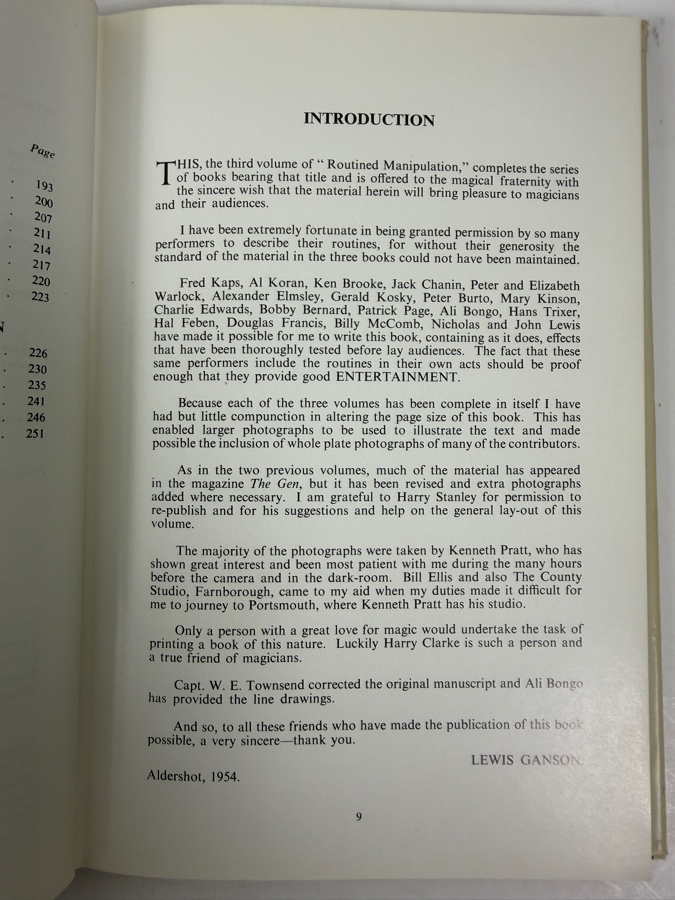 Page
. 193
. 200
. 207
. 211
. 214
. 217
. 220
. 223
N
. 226
. 230
. 235
. 241
. 246
. 251
INTRODUCTION
THIS, the third volume of “ Routined Manipulation,” completes the series
of books bearing that title and is offered to the magical fraternity with
the sincere wish that the material herein will bring pleasure to magicians
and their audiences.
I have been extremely fortunate in being granted permission by so many
performers to describe their routines, for without their generosity the
standard of the material in the three books could not have been maintained.
Fred Kaps, Al Koran, Ken Brooke, Jack Chanin, Peter and Elizabeth
Warlock, Alexander Elmsley, Gerald Kosky, Peter Burto, Mary Kinson,
Charlie Edwards, Bobby Bernard, Patrick Page, Ali Bongo, Hans Trixer,
Hal Feben, Douglas Francis, Billy McComb, Nicholas and John Lewis
have made it possible for me to write this book, containing as it does, effects
that have been thoroughly tested before lay audiences. The fact that these
same performers include the routines in their own acts should be proof
enough that they provide good ENTERTAINMENT.
Because each of the three volumes has been complete in itself I have
had but little compunction in altering the page size of this book. This has
enabled larger photographs to be used to illustrate the text and made
possible the inclusion of whole plate photographs of many of the contributors.
As in the two previous volumes, much of the material has appeared
in the magazine The Gen, but it has been revised and extra photographs
added where necessary. I am grateful to Harry Stanley for permission to
re-publish and for his suggestions and help on the general lay-out of this
volume.
The majority of the photographs were taken by Kenneth Pratt, who has
shown great interest and been most patient with me during the many hours
before the camera and in the dark-room. Bill Ellis and also The County
Studio, Farnborough, came to my aid when my duties made it difficult for
me to journey to Portsmouth, where Kenneth Pratt has his studio.
Only a person with a great love for magic would undertake the task of
printing a book of this nature. Luckily Harry Clarke is such a person and
a true friend of magicians.
Capt. W. E. Townsend corrected the original manuscript and Ali Bongo
has provided the line drawings.
And so, to all these friends who have made the publication of this book
possible, a very sincere—thank you.
LEWIS GANSON.
Aldershot, 1954.
9